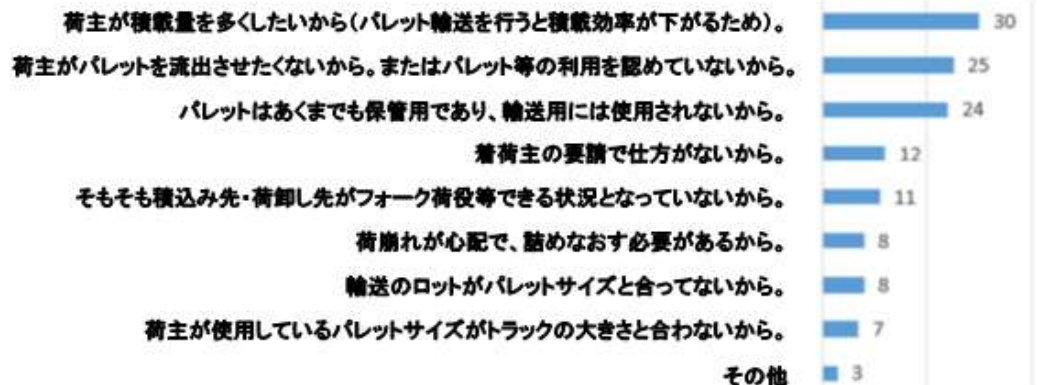 荷主が積載量を多くしたいから（パレット輸送を行うと積載効率が下がるため）。 30
荷主がパレットを流出させたくないから。またはパレット等の利用を認めていないから。 25
パレットはあくまでも保管用であり、輸送用には使用されないから。 24
着荷主の要請で仕方がないから。 12
そもそも積込み先・荷卸し先がフォーク荷役等できる状況となっていないから。 11
荷崩れが心配で、詰めなおす必要があるから。 8
輸送のロットがパレットサイズと合ってないから。 8
荷主が使用しているパレットサイズがトラックの大きさと合わないから。 7
その他 3